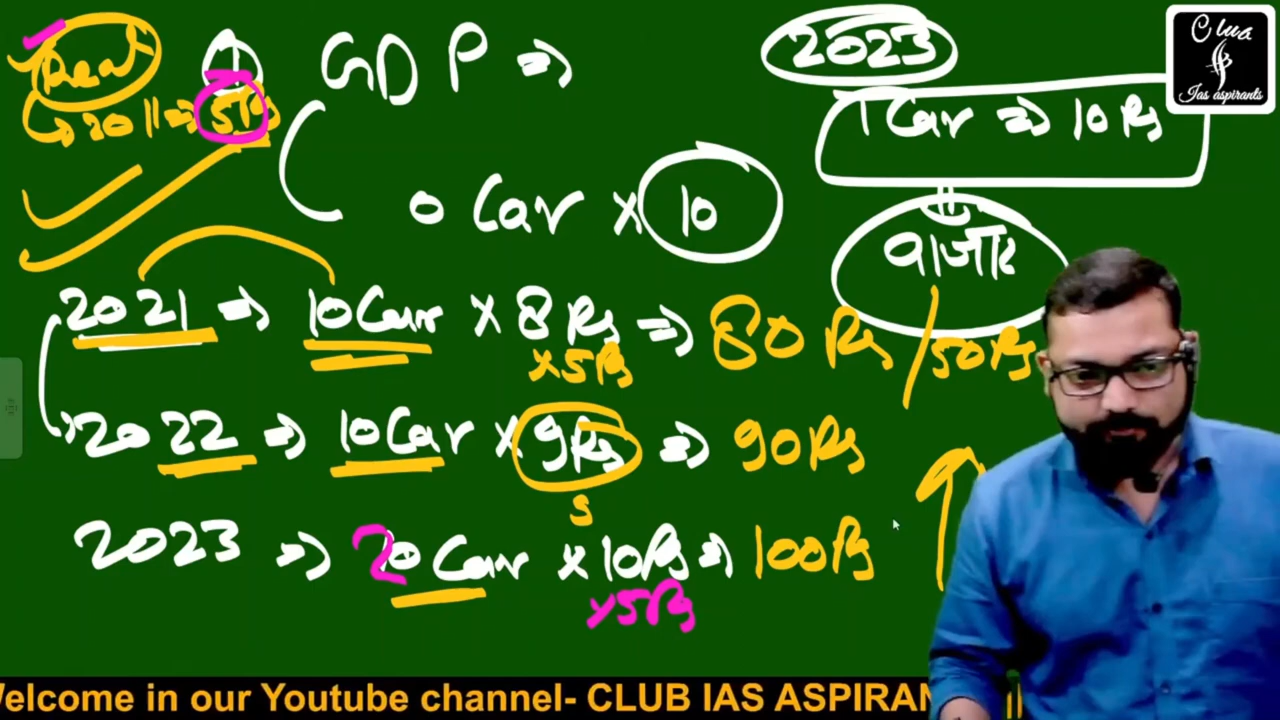 Real
GDP ⇒
2023
Club
Ias aspirants
↳ 2011 ⇒ 5Rs
1 Car ⇒ 10 Rs
0 Car × 10
बाजार
2021 ⇒ 10 Car × 8 Rs ⇒ 80 Rs / 50 Rs
×5 Rs
2022 ⇒ 10 Car × 9 Rs ⇒ 90 Rs
5
2023 ⇒ 20 Car × 10 Rs ⇒ 100 Rs
×5 Rs
Welcome in our Youtube channel- CLUB IAS ASPIRAN